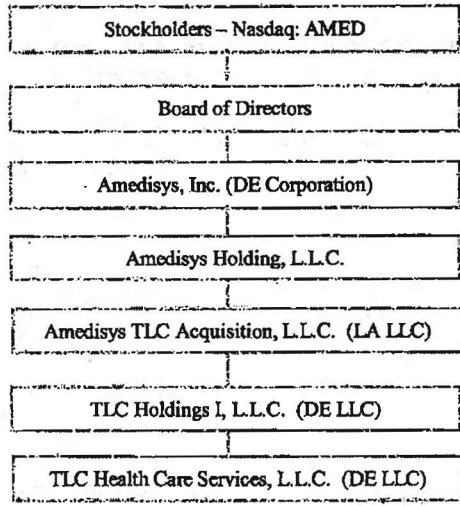 Stockholders – Nasdaq: AMED
Board of Directors
Amedisys, Inc. (DE Corporation)
Amedisys Holding, L.L.C.
Amedisys TLC Acquisition, L.L.C. (LA LLC)
TLC Holdings I, L.L.C. (DE LLC)
TLC Health Care Services, L.L.C. (DE LLC)